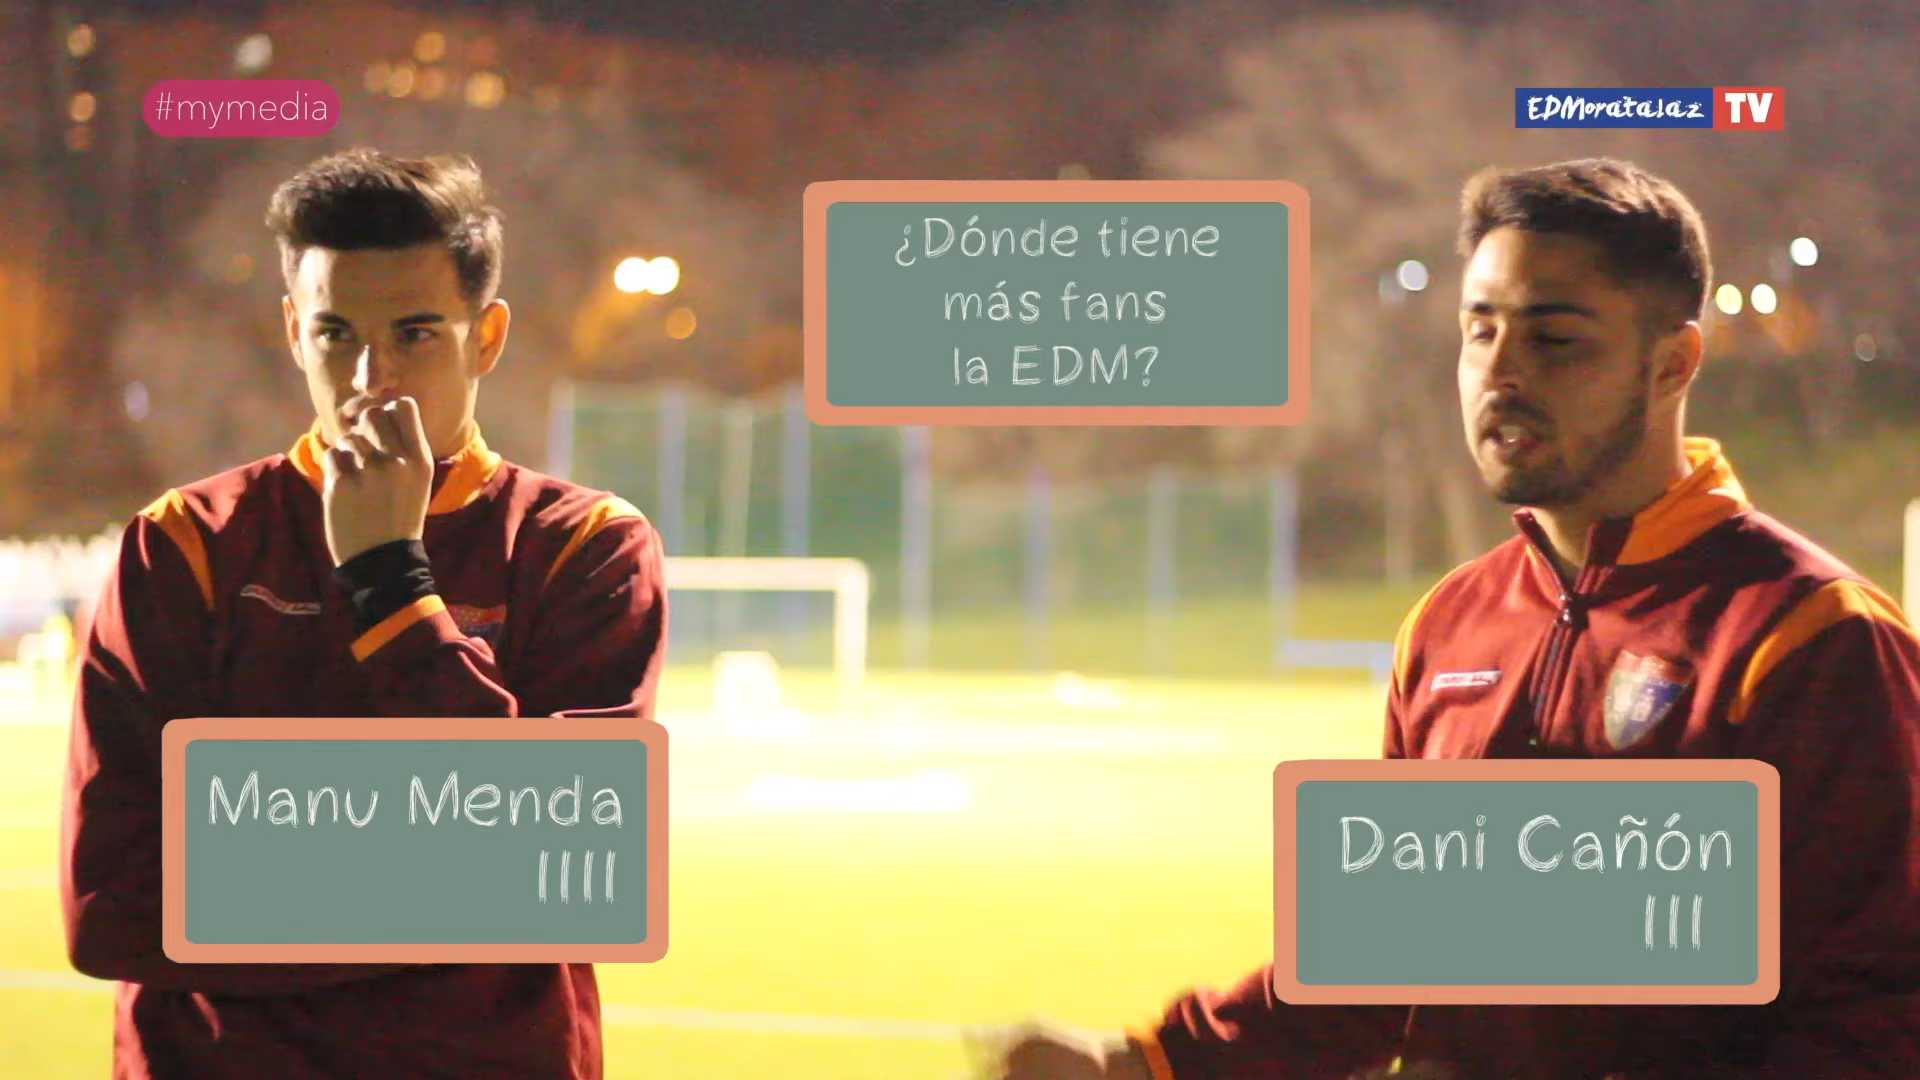 #mymedia
EDMoratalaz TV
¿Dónde tiene
más fans
la EDM?
Manu Menda
IIII
Dani Cañón
III